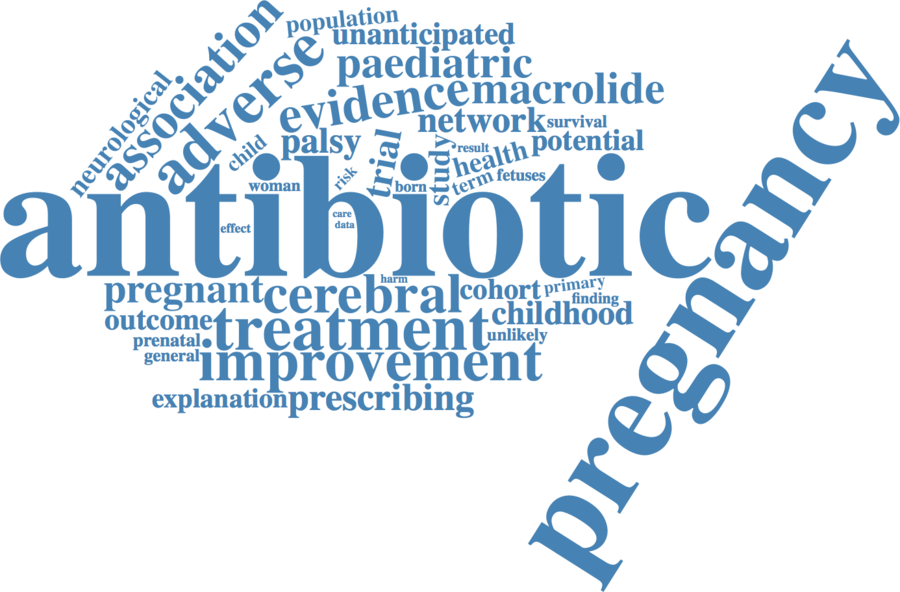 population
unanticipated
association
adverse
paediatric
neurological
evidence
macrolide
network
survival
child
palsy
trial
study
result
health
potential
term
fetuses
woman
risk
born
care
data
effect
antibiotic
pregnancy
harm
pregnant
cerebral
cohort
primary
finding
outcome
treatment
childhood
unlikely
prenatal
general
improvement
explanation
prescribing